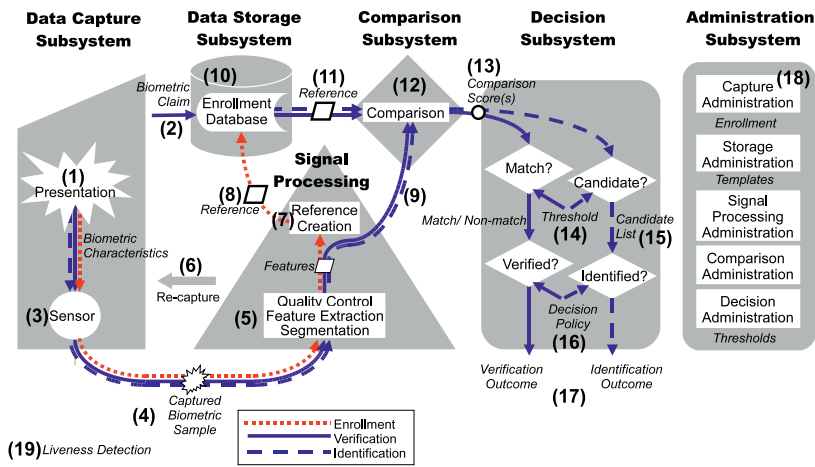 Data Capture
Subsystem
Data Storage
Subsystem
Comparison
Subsystem
Decision
Subsystem
Administration
Subsystem
(1)
Presentation
Biometric
Characteristics
(3) Sensor
Biometric
Claim
(2)
(10)
Enrollment
Database
(11)
Reference
(12)
Comparison
(13)
Comparison
Score(s)
Signal
Processing
(8)
Reference
(7)
Reference
Creation
(9)
Features
(6)
Re-capture
(5)
Quality Control
Feature Extraction
Segmentation
(4)
Captured
Biometric
Sample
Match?
Candidate?
Match/ Non-match
Threshold
(14)
Candidate
List
(15)
Verified?
Identified?
Decision
Policy
(16)
Verification
Outcome
Identification
Outcome
(17)
(18)
Capture
Administration
Enrollment
Storage
Administration
Templates
Signal
Processing
Administration
Comparison
Administration
Decision
Administration
Thresholds
Enrollment
Verification
Identification
(19) Liveness Detection